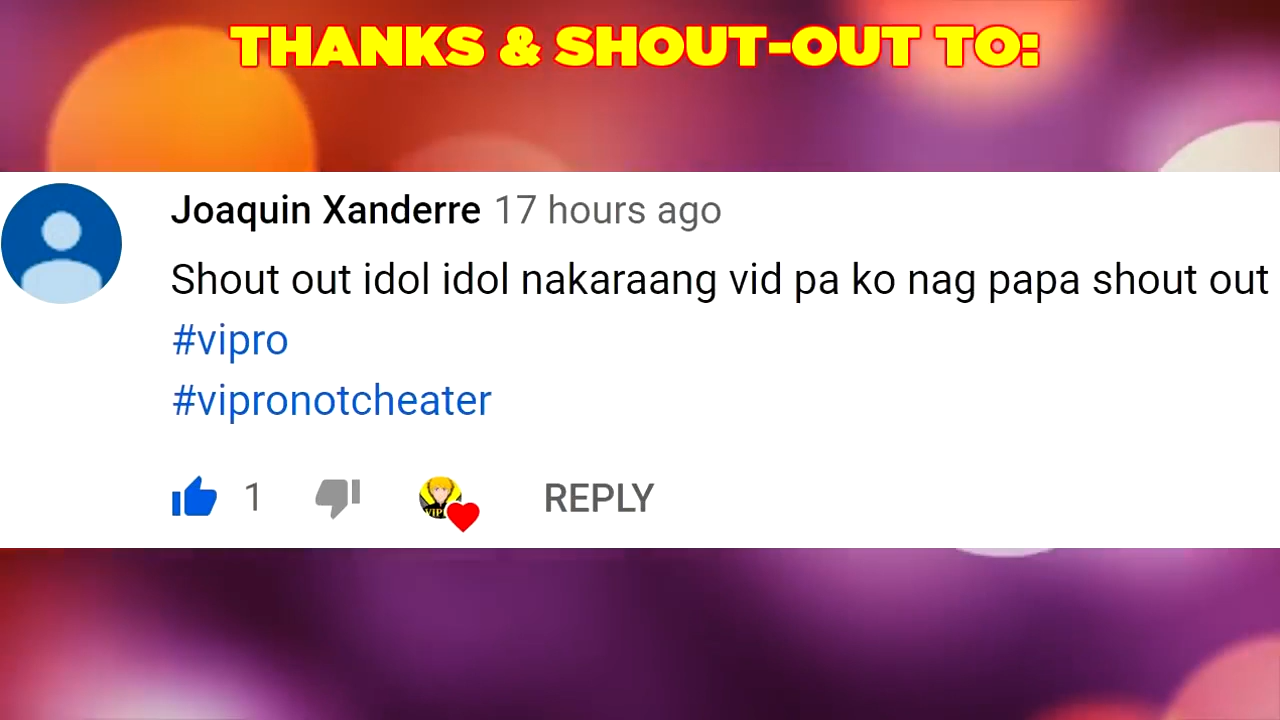 THANKS & SHOUT-OUT TO:
Joaquin Xanderre 17 hours ago
Shout out idol idol nakaraang vid pa ko nag papa shout out
#vipro
#vipronotcheater
1 REPLY
VIP